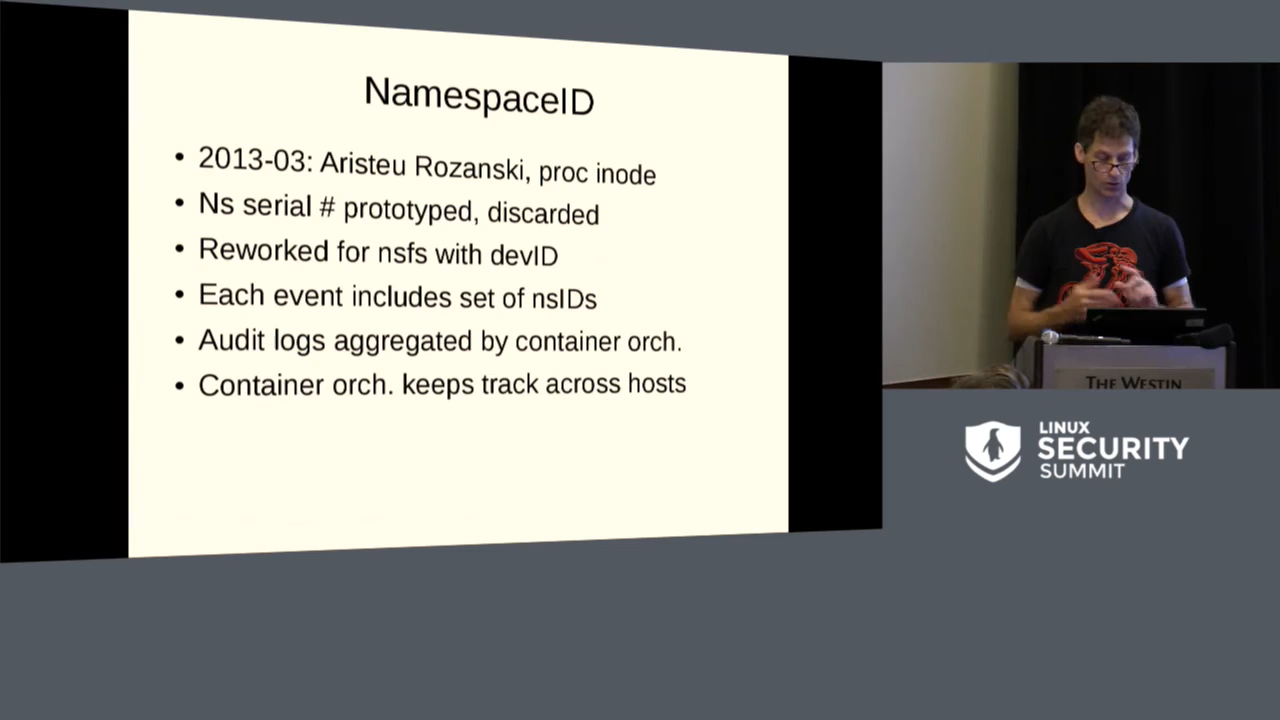 NamespaceID
• 2013-03: Aristeu Rozanski, proc inode
• Ns serial # prototyped, discarded
• Reworked for nsfs with devID
• Each event includes set of nsIDs
• Audit logs aggregated by container orch.
• Container orch. keeps track across hosts
THE WESTIN
LINUX
SECURITY
SUMMIT